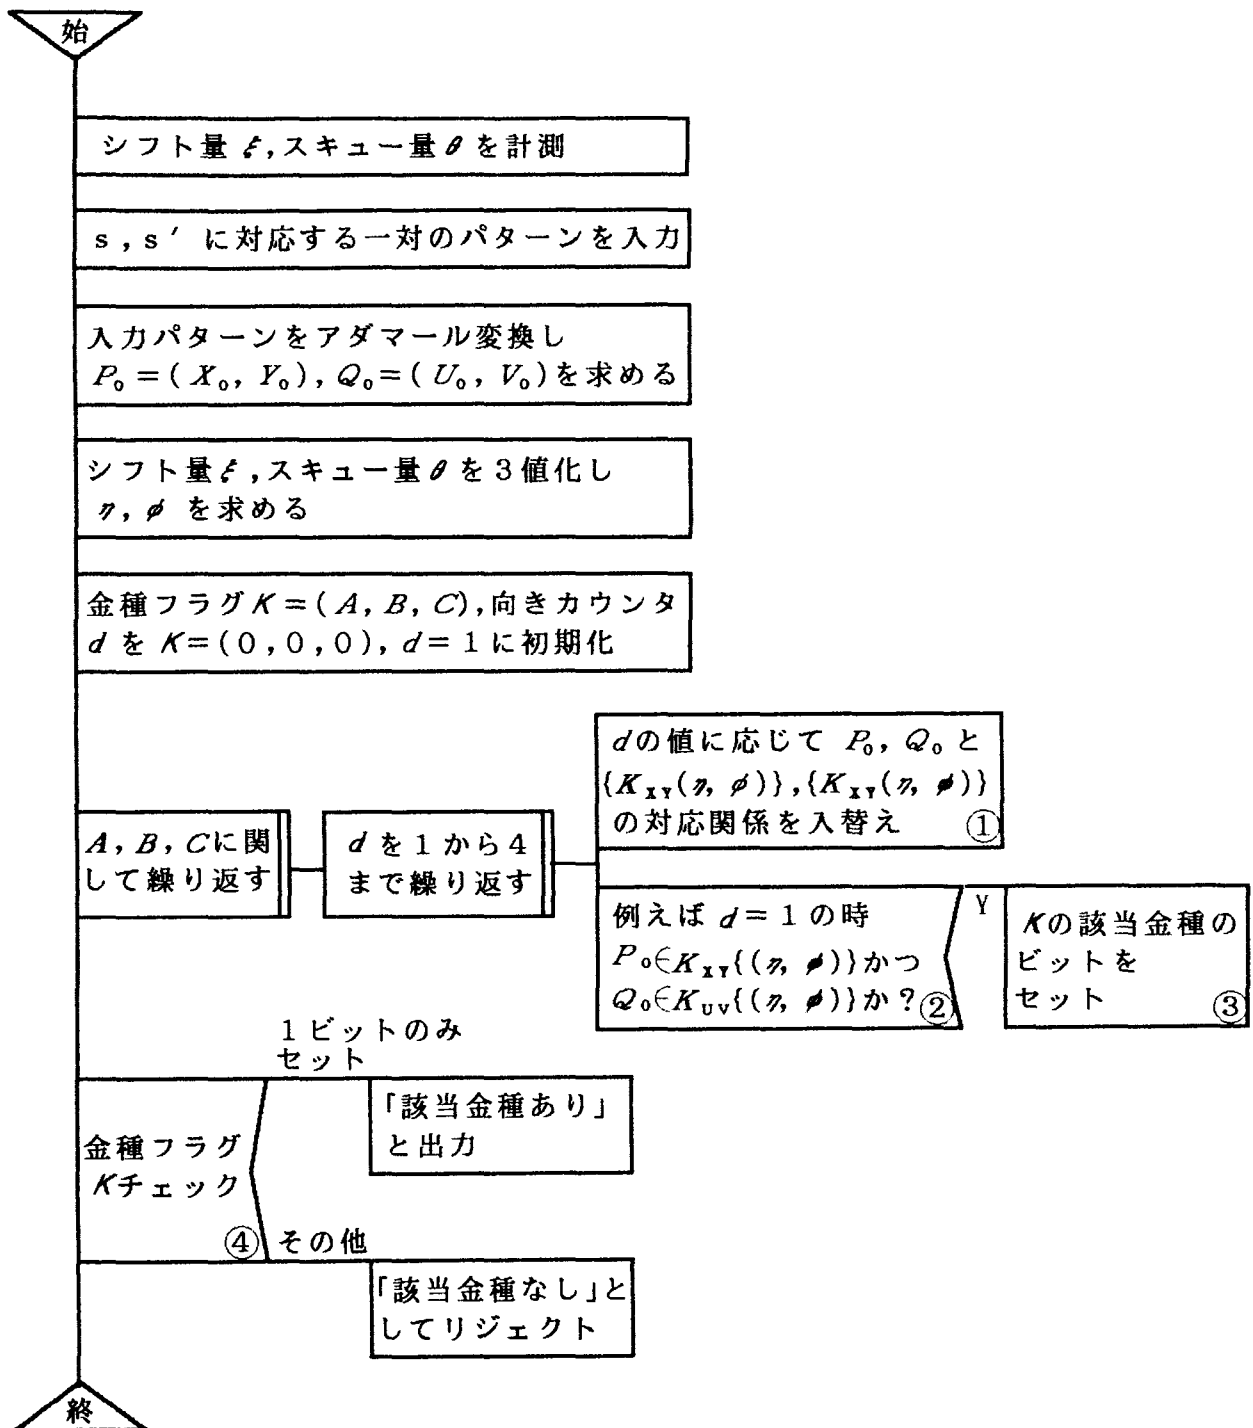 始
シフト量ξ,スキュー量θを計測
s,s′ に対応する一対のパターンを入力
入力パターンをアダマール変換し
P₀=(X₀, Y₀), Q₀=(U₀, V₀)を求める
シフト量ξ,スキュー量θを3値化し
η, φ を求める
金種フラグK=(A, B, C),向きカウンタ
d を K=(0,0,0), d=1に初期化
A, B, Cに関
して繰り返す
d を1から4
まで繰り返す
dの値に応じて P₀, Q₀ と
{K_XY(η, φ)},{K_XY(η, φ)}
の対応関係を入替え ①
例えば d=1の時
P₀∈K_XY{(η, φ)}かつ
Q₀∈K_UV{(η, φ)}か?②
Y
Kの該当金種の
ビットを
セット ③
1ビットのみ
セット
「該当金種あり」
と出力
金種フラグ
Kチェック
④
その他
「該当金種なし」と
してリジェクト
終